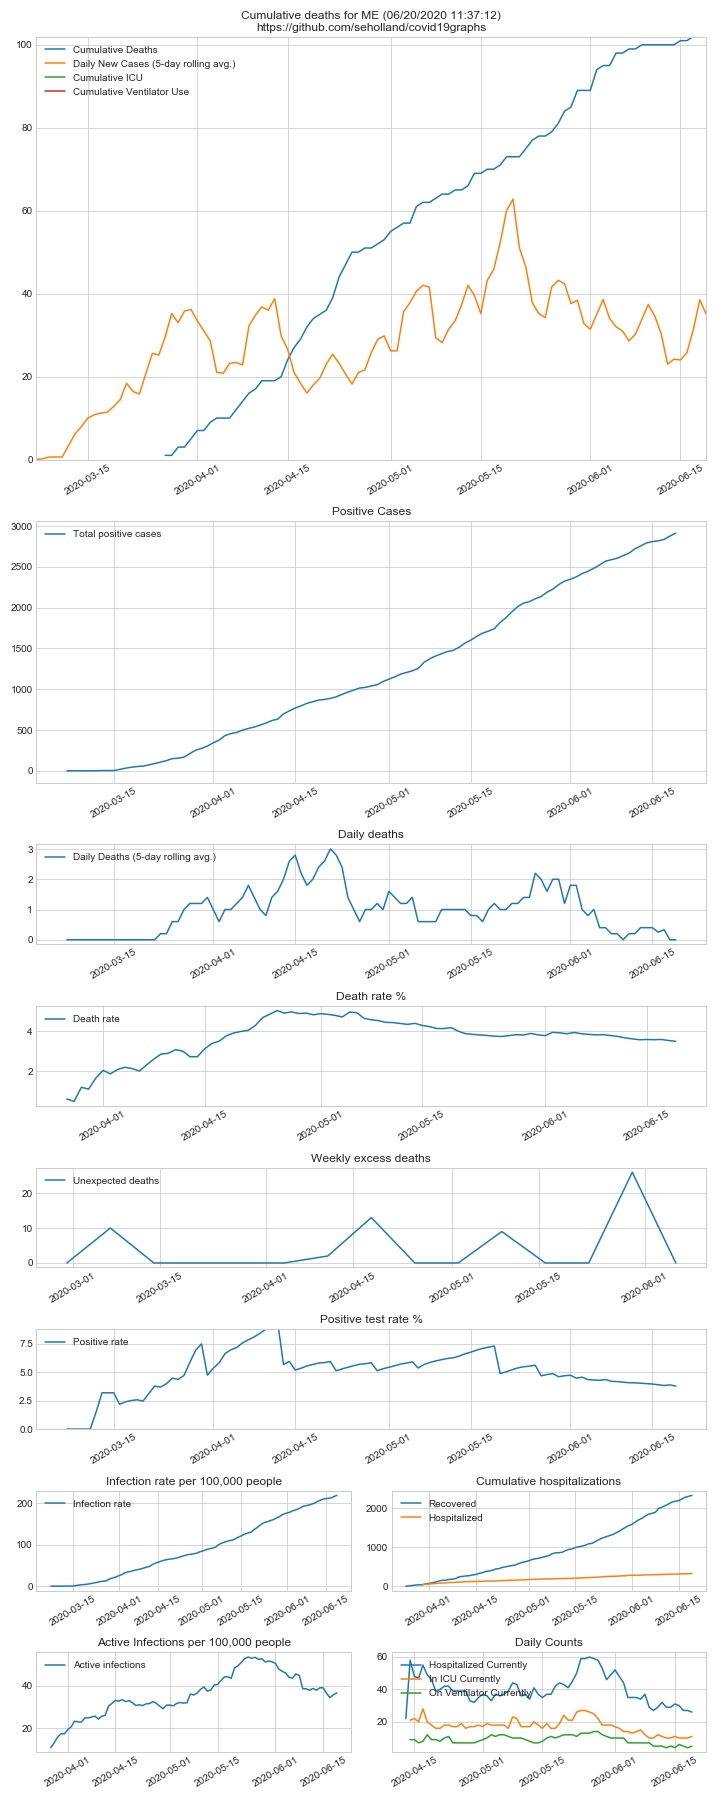 Cumulative deaths for ME (06/20/2020 11:37:12)
https://github.com/seholland/covid19graphs
Cumulative Deaths
Daily New Cases (5-day rolling avg.)
Cumulative ICU
Cumulative Ventilator Use
100
80
60
40
20
0
2020-03-15 2020-04-01 2020-04-15 2020-05-01 2020-05-15 2020-06-01 2020-06-15
Positive Cases
Total positive cases
3000
2500
2000
1500
1000
500
0
2020-03-15 2020-04-01 2020-04-15 2020-05-01 2020-05-15 2020-06-01 2020-06-15
Daily deaths
Daily Deaths (5-day rolling avg.)
3
2
1
0
2020-03-15 2020-04-01 2020-04-15 2020-05-01 2020-05-15 2020-06-01 2020-06-15
Death rate %
Death rate
4
2
2020-04-01 2020-04-15 2020-05-01 2020-05-15 2020-06-01 2020-06-15
Weekly excess deaths
Unexpected deaths
20
10
0
2020-03-01 2020-03-15 2020-04-01 2020-04-15 2020-05-01 2020-05-15 2020-06-01
Positive test rate %
Positive rate
7.5
5.0
2.5
0.0
2020-03-15 2020-04-01 2020-04-15 2020-05-01 2020-05-15 2020-06-01 2020-06-15
Infection rate per 100,000 people
Infection rate
200
100
0
2020-03-15 2020-04-01 2020-04-15 2020-05-01 2020-05-15 2020-06-01 2020-06-15
Cumulative hospitalizations
Recovered
Hospitalized
2000
1000
0
2020-04-01 2020-04-15 2020-05-01 2020-05-15 2020-06-01 2020-06-15
Active Infections per 100,000 people
Active infections
40
20
2020-04-01 2020-04-15 2020-05-01 2020-05-15 2020-06-01 2020-06-15
Daily Counts
Hospitalized Currently
In ICU Currently
On Ventilator Currently
60
40
20
2020-04-15 2020-05-01 2020-05-15 2020-06-01 2020-06-15